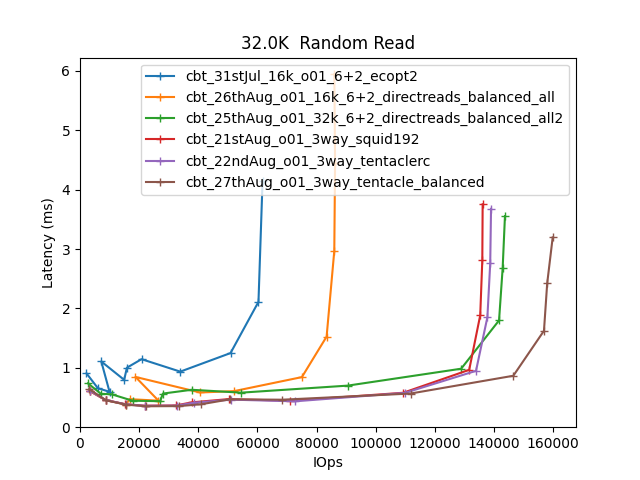 32.0K Random Read
6
5
4
3
2
1
0
Latency (ms)
cbt_31stJul_16k_o01_6+2_ecopt2
cbt_26thAug_o01_16k_6+2_directreads_balanced_all
cbt_25thAug_o01_32k_6+2_directreads_balanced_all2
cbt_21stAug_o01_3way_squid192
cbt_22ndAug_o01_3way_tentaclerc
cbt_27thAug_o01_3way_tentacle_balanced
0 20000 40000 60000 80000 100000 120000 140000 160000
IOps